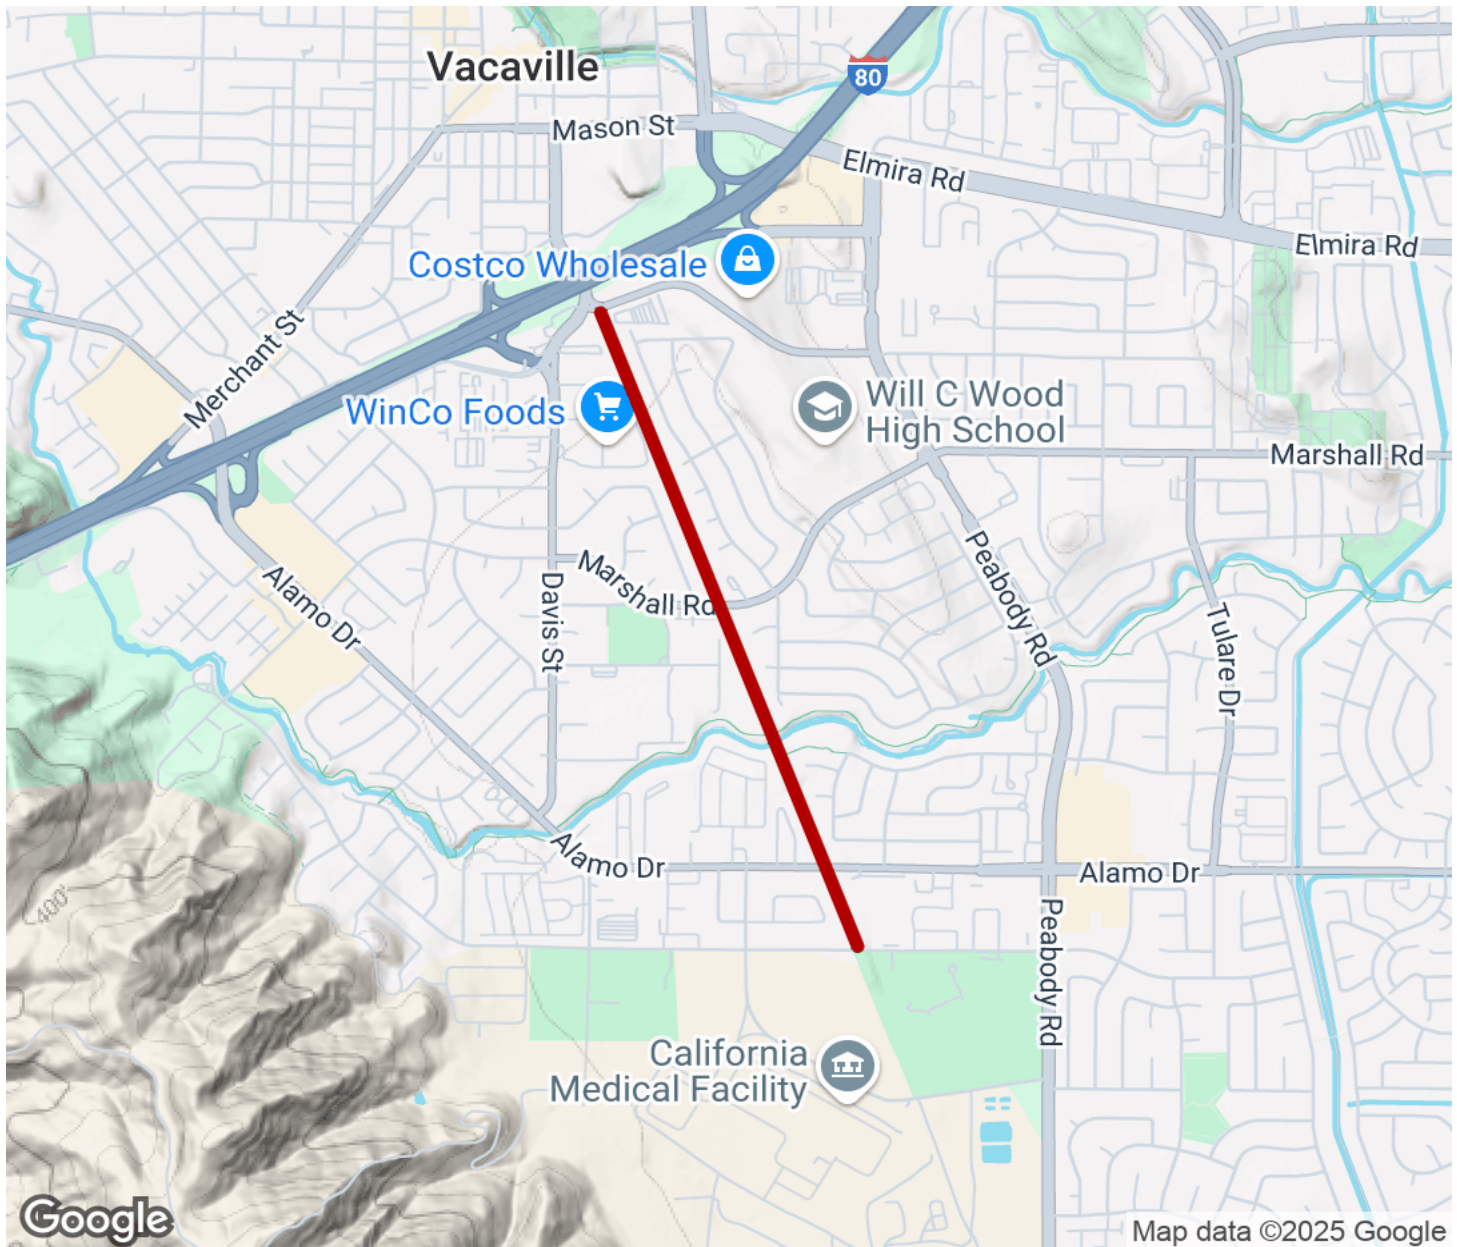 Vacaville
80
Mason St
Elmira Rd
Elmira Rd
Costco Wholesale
Merchant St
WinCo Foods
Will C Wood
High School
Marshall Rd
Peabody Rd
Alamo Dr
Davis St
Marshall Rd
Tulare Dr
Alamo Dr
Alamo Dr
400'
Peabody Rd
California
Medical Facility
Google
Map data ©2025 Google